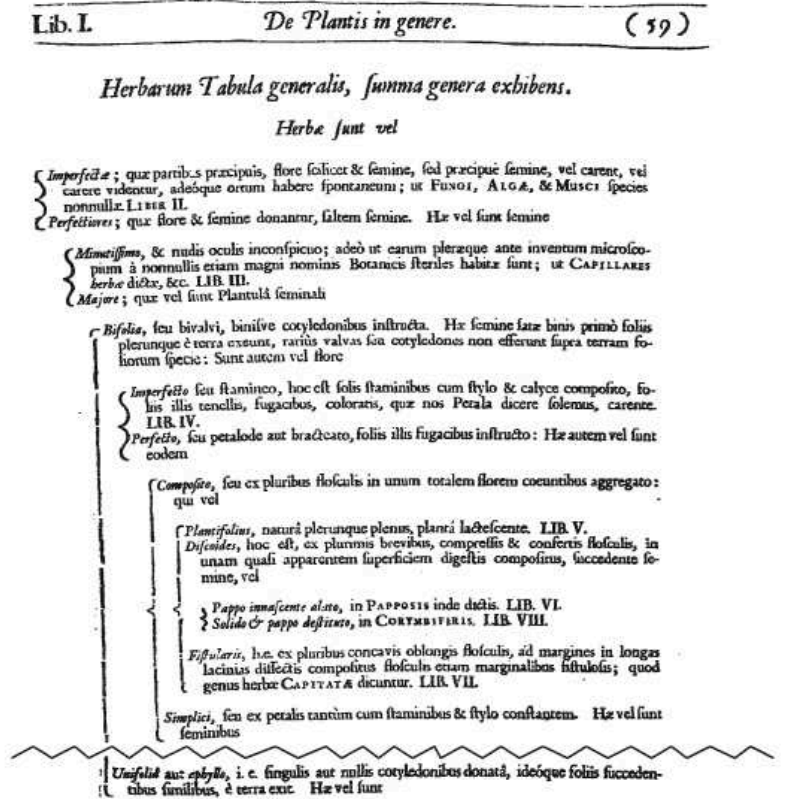 Lib. I. De Plantis in genere. (59)
Herbarum Tabula generalis, ſumma genera exhibens.
Herbæ ſunt vel
Imperfectæ; quæ partibus præcipuis, flore ſcilicet & ſemine, ſed præcipuè ſemine, vel carent, vel
carere videntur, adeóque ortum habere ſpontaneum; ut FUNGI, ALGÆ, & MUSCI ſpecies
nonnullæ LIBER II.
Perfectiores; quæ flore & ſemine donantur, ſaltem ſemine. Hæ vel ſunt ſemine
Minutiſſimo, & nudis oculis inconſpicuo; adeò ut earum pleræque ante inventum microſco-
pium à nonnullis etiam magni nominis Botanicis ſteriles habitæ ſint; ut CAPILLARES
herbæ dictæ, &c. LIB. III.
Majore; quæ vel ſunt Plantulâ ſeminali
Bifolia, ſeu bivalvi, biniſve cotyledonibus inſtructa. Hæ ſemine ſatæ binis primò foliis
plerunque è terra exeunt, rariùs valvas ſeu cotyledones non efferunt ſupra terram fo-
liorum ſpecie: Sunt autem vel flore
Imperfecto ſeu ſtamineo, hoc eſt ſolis ſtaminibus cum ſtylo & calyce compoſito, fo-
liis illis tenellis, fugacibus, coloratis, quæ nos Petala dicere ſolemus, carente.
LIB. IV.
Perfecto, ſeu petalode aut bracteato, foliis illis fugacibus inſtructo: Hæ autem vel ſunt
eodem
Compoſito, ſeu ex pluribus floſculis in unum totalem florem coeuntibus aggregato:
qui vel
Planifolius, naturâ plerunque plenus, plantâ lacteſcente. LIB. V.
Diſcoides, hoc eſt, ex plurimis brevibus, compreſſis & confertis floſculis, in
unam quaſi apparentem ſuperficiem digeſtis compoſitus, ſuccedente ſe-
mine, vel
Pappo innaſcente alato, in PAPPOSIS inde dictis. LIB. VI.
Solido & pappo deſtituto, in CORYMBIFERIS. LIB. VIII.
Fiſtularis, h.e. ex pluribus concavis oblongis floſculis, ad margines in longas
lacinias diſſectis compoſitus floſculis etiam marginalibus fiſtuloſis; quod
genus herbæ CAPITATÆ dicuntur. LIB. VII.
Simplici, ſeu ex petalis tantùm cum ſtaminibus & ſtylo conſtantem. Hæ vel ſunt
ſeminibus
Unifoliâ aut aphyllo, i. e. ſingulis aut nullis cotyledonibus donatâ, ideóque foliis ſucceden-
tibus ſimilibus, è terra exit. Hæ vel ſunt